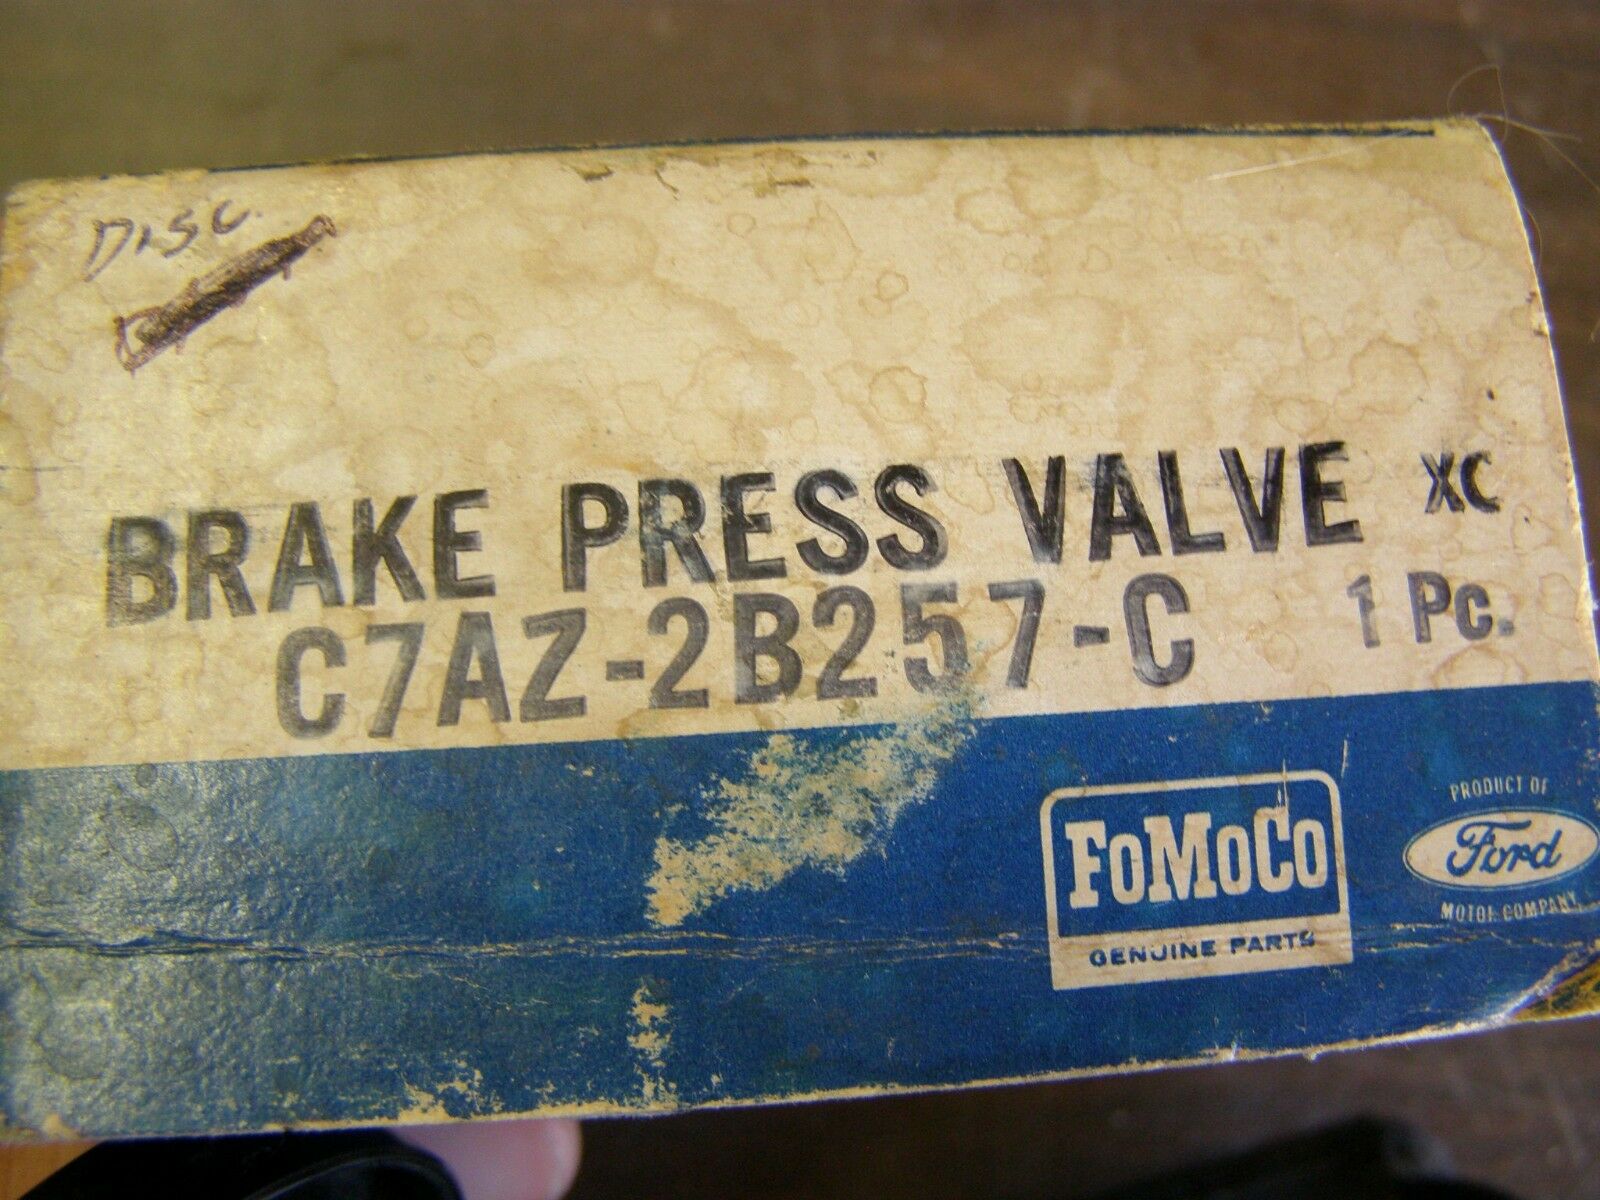 DISC.
BRAKE PRESS VALVE XC
C7AZ-2B257-C 1 Pc.
FoMoCo
GENUINE PARTS
PRODUCT OF
Ford
MOTOR COMPANY